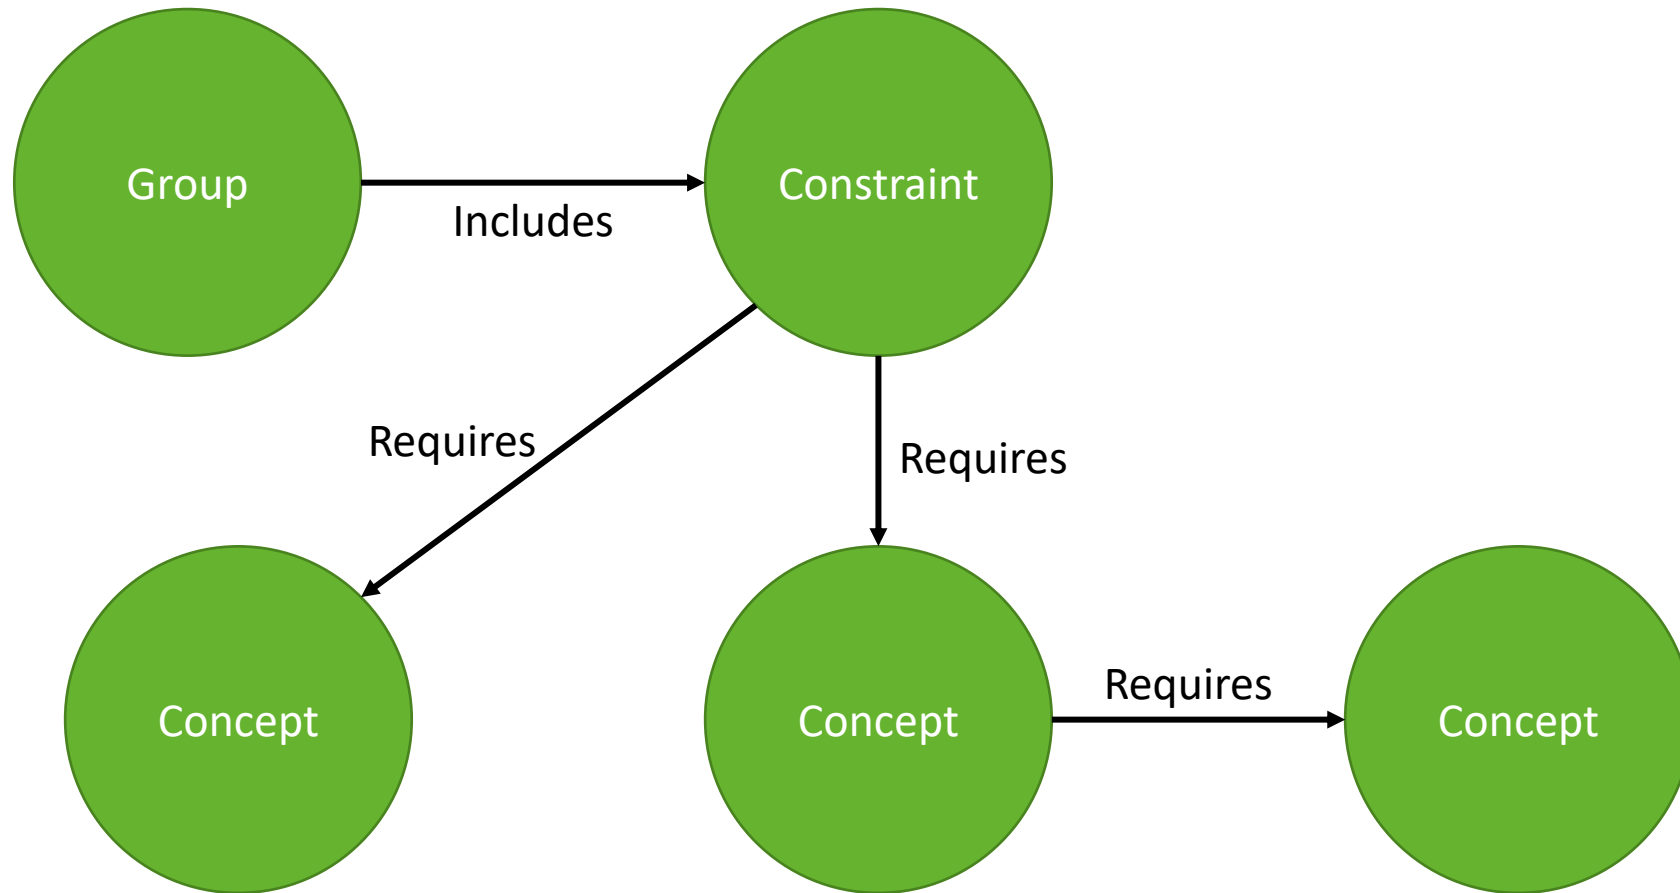 Group
Constraint
Includes
Requires
Requires
Requires
Concept
Concept
Concept